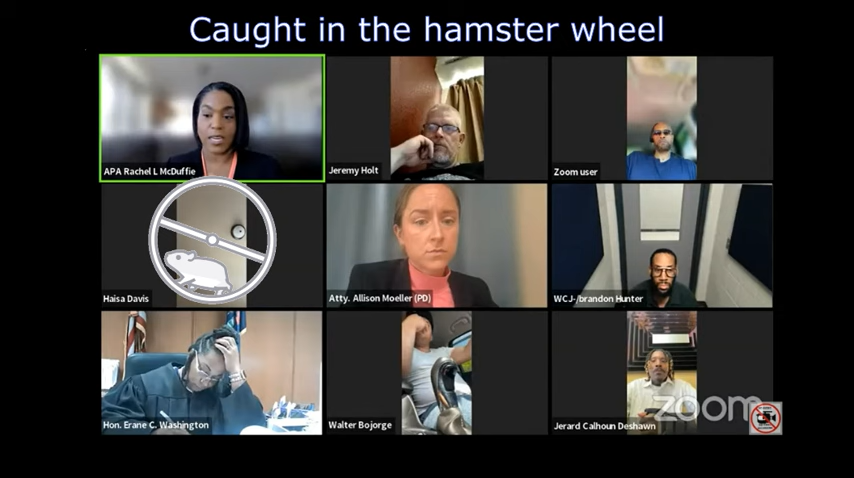 Caught in the hamster wheel
APA Rachel L McDuffie
Jeremy Holt
Zoom user
Haisa Davis
Atty. Allison Moeller (PD)
WCJ-/brandon Hunter
Hon. Erane C. Washington
Walter Bojorge
Jerard Calhoun Deshawn
zoom